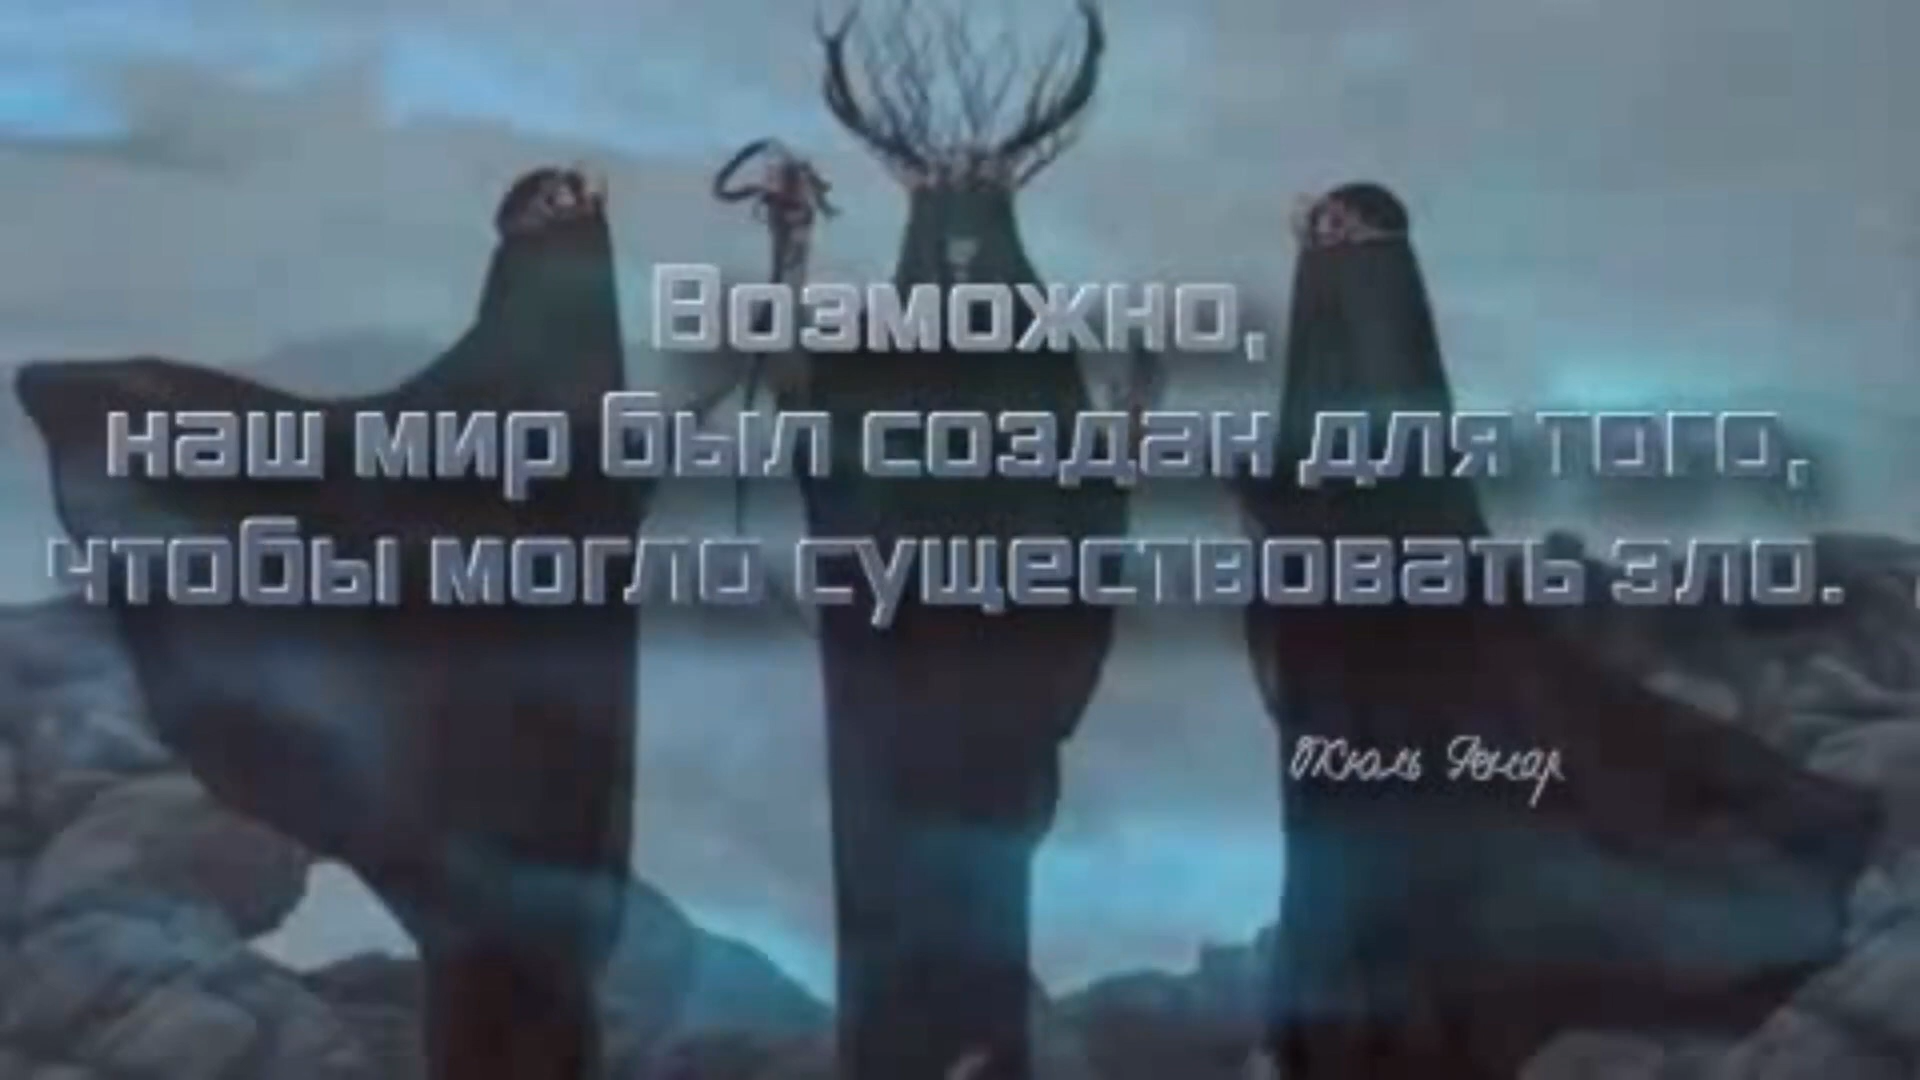 Возможно,
наш мир был создан для того,
чтобы могло существовать зло.
Жюль Ренар